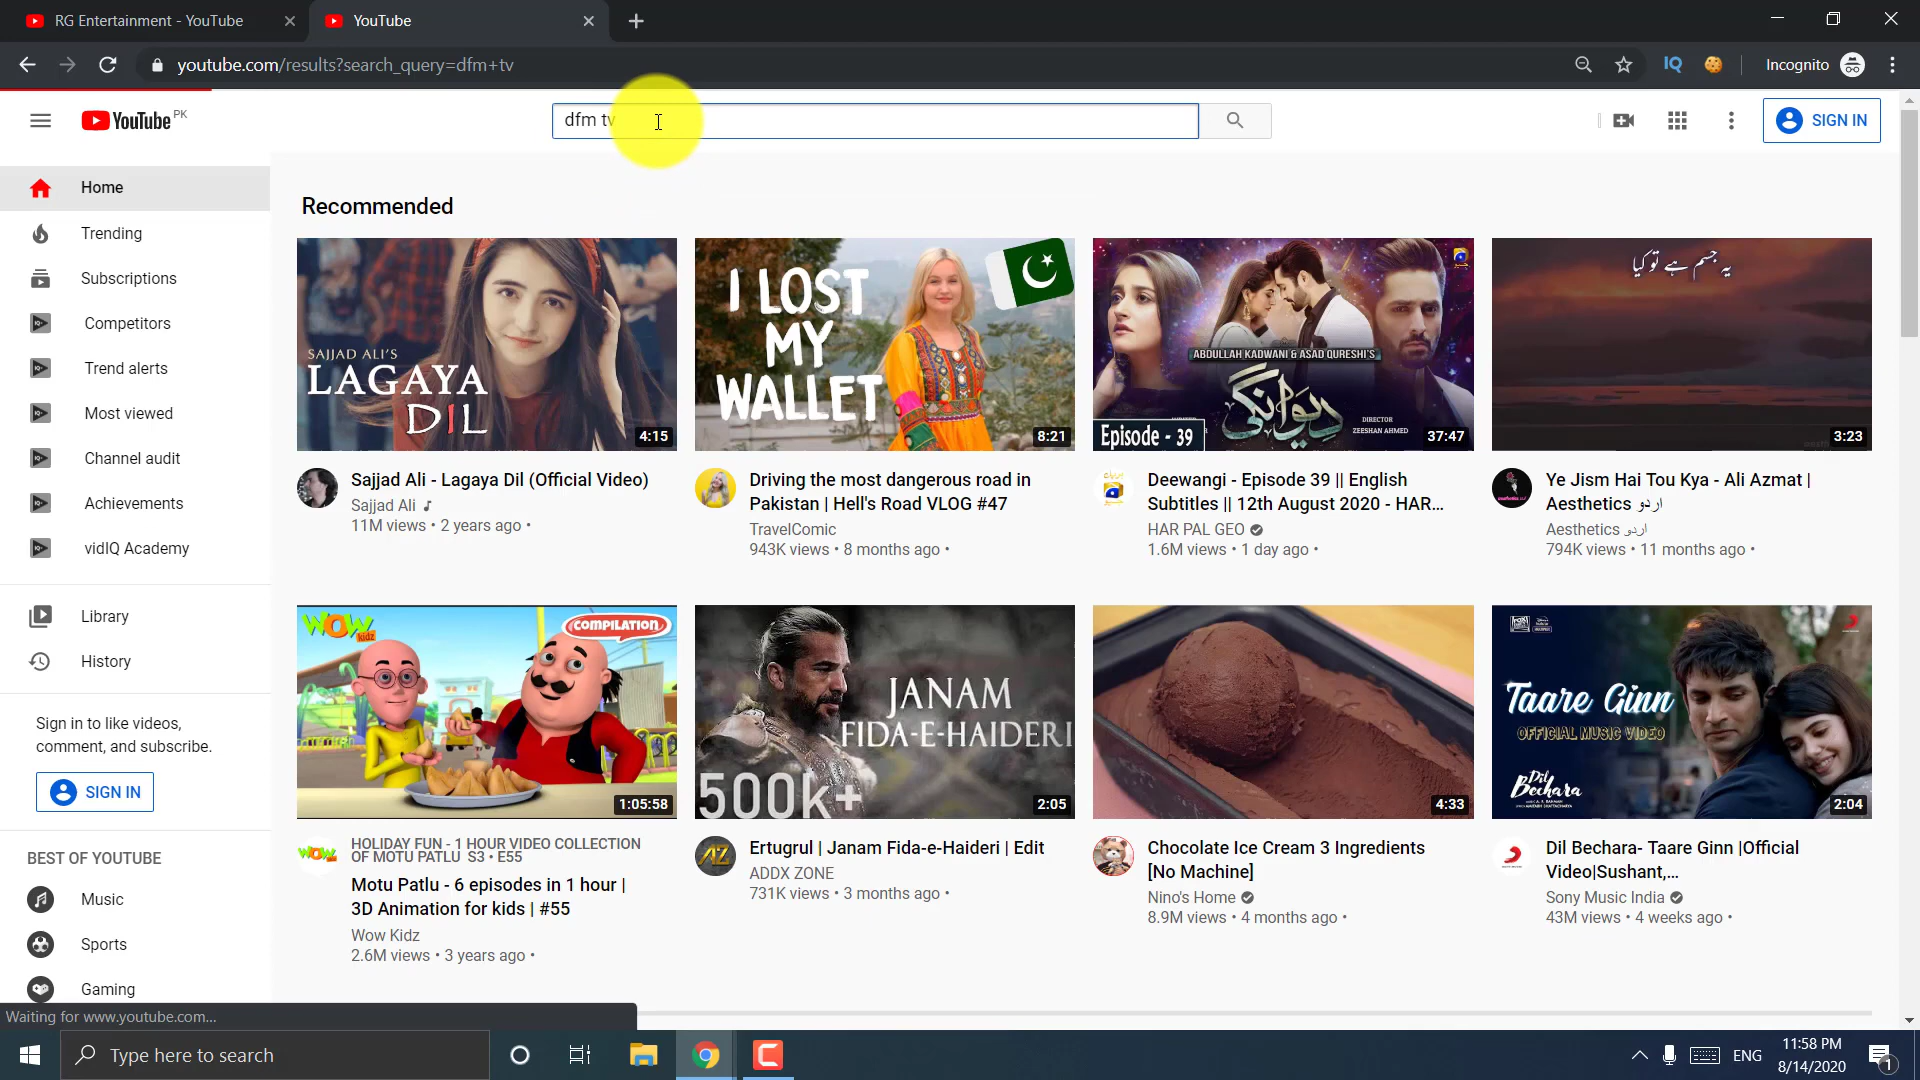 RG Entertainment - YouTube
YouTube
youtube.com/results?search_query=dfm+tv
IQ
Incognito
YouTube PK
dfm tv
SIGN IN
Home
Trending
Subscriptions
Competitors
Trend alerts
Most viewed
Channel audit
Achievements
vidIQ Academy
Library
History
Sign in to like videos,
comment, and subscribe.
SIGN IN
BEST OF YOUTUBE
Music
Sports
Gaming
Recommended
SAJJAD ALI'S
LAGAYA
DIL
4:15
Sajjad Ali - Lagaya Dil (Official Video)
Sajjad Ali
11M views • 2 years ago •
I LOST
MY
WALLET
8:21
Driving the most dangerous road in
Pakistan | Hell's Road VLOG #47
TravelComic
943K views • 8 months ago •
ABDULLAH KADWANI & ASAD QURESHI'S
دیوانگی
DIRECTOR
ZEESHAN AHMED
Episode - 39
37:47
Deewangi - Episode 39 || English
Subtitles || 12th August 2020 - HAR...
HAR PAL GEO
1.6M views • 1 day ago •
یہ جسم ہے تو کیا
3:23
Ye Jism Hai Tou Kya - Ali Azmat |
Aesthetics اردو
Aesthetics اردو
794K views • 11 months ago •
WOW
kidz
COMPILATION
1:05:58
HOLIDAY FUN - 1 HOUR VIDEO COLLECTION
OF MOTU PATLU S3 • E55
Motu Patlu - 6 episodes in 1 hour |
3D Animation for kids | #55
Wow Kidz
2.6M views • 3 years ago •
JANAM
FIDA-E-HAIDERI
500k+
2:05
Ertugrul | Janam Fida-e-Haideri | Edit
ADDX ZONE
731K views • 3 months ago •
4:33
Chocolate Ice Cream 3 Ingredients
[No Machine]
Nino's Home
8.9M views • 4 months ago •
Taare Ginn
OFFICIAL MUSIC VIDEO
Dil
Bechara
2:04
Dil Bechara- Taare Ginn |Official
Video|Sushant,...
Sony Music India
43M views • 4 weeks ago •
Waiting for www.youtube.com...
Type here to search
ENG
11:58 PM
8/14/2020
1